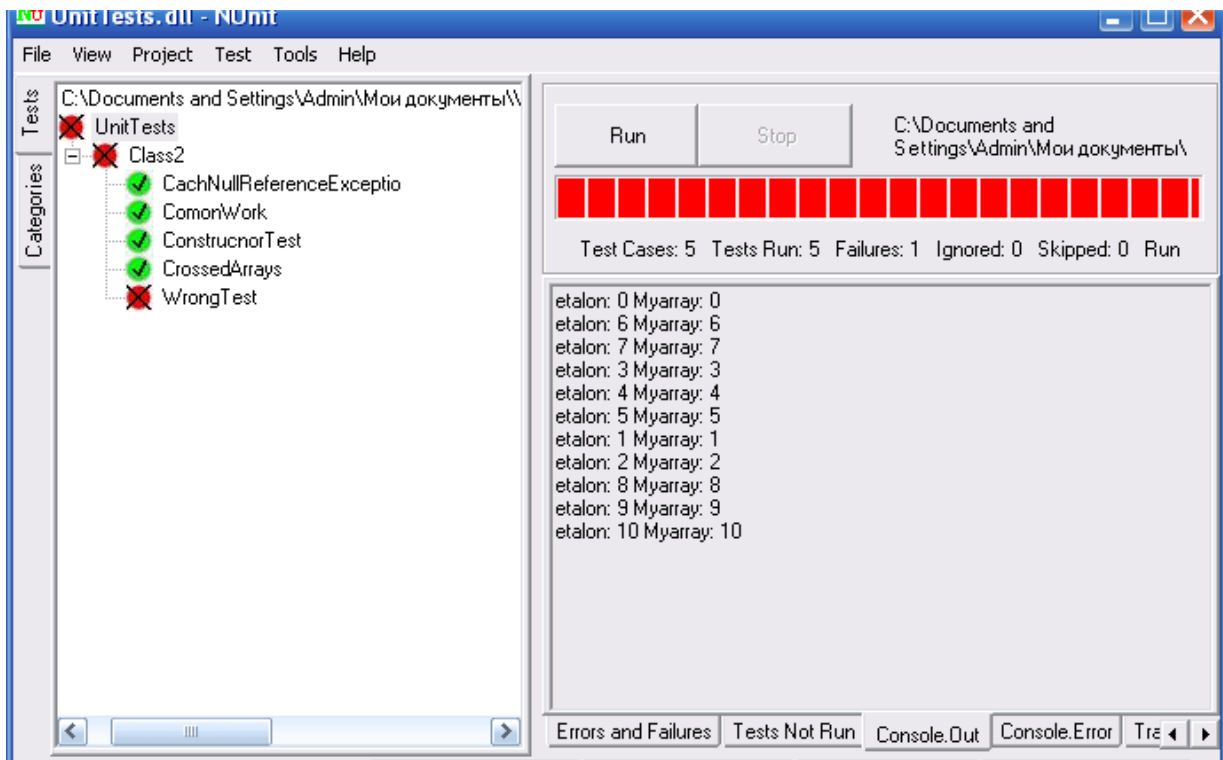 UnitTests.dll - NUnit
File View Project Test Tools Help
Tests
Categories
C:\Documents and Settings\Admin\Мои документы\\
UnitTests
Class2
CachNullReferenceExceptio
ComonWork
ConstrucnorTest
CrossedArrays
WrongTest
Run
Stop
C:\Documents and
Settings\Admin\Мои документы\
Test Cases: 5 Tests Run: 5 Failures: 1 Ignored: 0 Skipped: 0 Run
etalon: 0 Myarray: 0
etalon: 6 Myarray: 6
etalon: 7 Myarray: 7
etalon: 3 Myarray: 3
etalon: 4 Myarray: 4
etalon: 5 Myarray: 5
etalon: 1 Myarray: 1
etalon: 2 Myarray: 2
etalon: 8 Myarray: 8
etalon: 9 Myarray: 9
etalon: 10 Myarray: 10
Errors and Failures Tests Not Run Console.Out Console.Error Tra